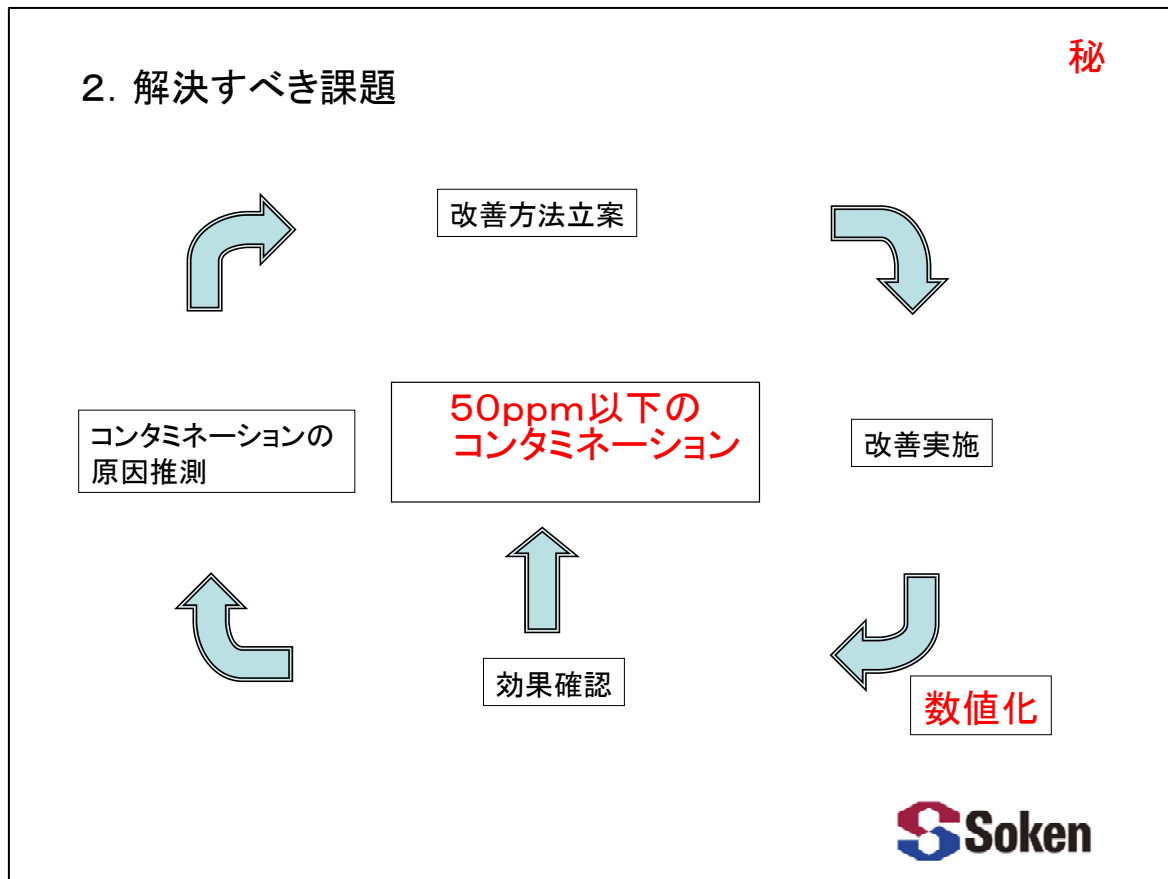 秘
２．解決すべき課題
改善方法立案
コンタミネーションの
原因推測
５０ｐｐｍ以下の
コンタミネーション
改善実施
効果確認
数値化
Soken